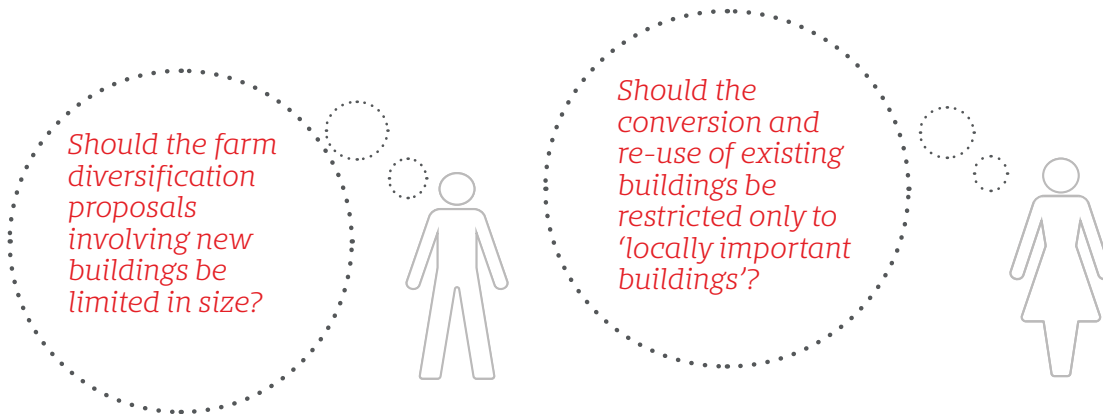 Should the farm
diversification
proposals
involving new
buildings be
limited in size?
Should the
conversion and
re-use of existing
buildings be
restricted only to
‘locally important
buildings’?